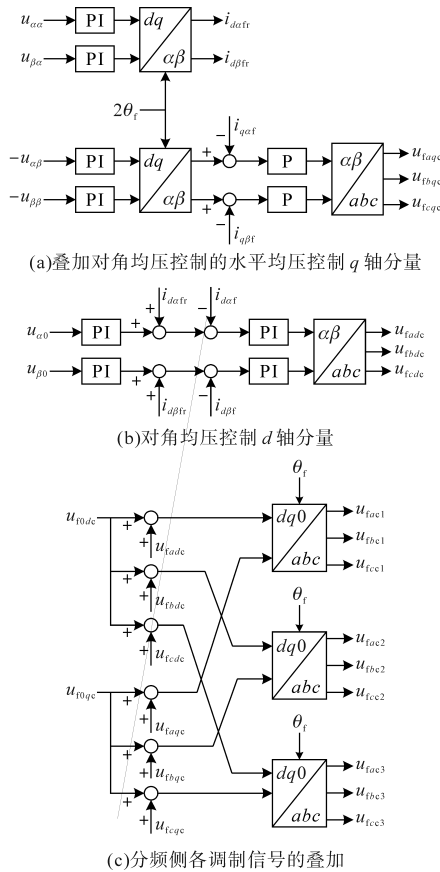 uαα PI dq idαfr
uβα PI αβ idβfr
2θf
− iqαf
−uαβ PI dq + P αβ ufaqc
ufbqc
−uββ PI αβ + P abc ufcqc
− iqβf
(a)叠加对角均压控制的水平均压控制 q 轴分量
+ idαfr − idαf
uα0 PI + PI αβ ufadc
ufbdc
uβ0 PI + PI abc ufcdc
+ idβfr − idβf
(b)对角均压控制 d 轴分量
θf
uf0dc + dq0 ufac1
+ ufadc ufbc1
+ abc ufcc1
+ ufbdc θf
+ dq0 ufac2
+ ufcdc ufbc2
uf0qc + abc ufcc2
+ ufaqc θf
+ dq0 ufac3
+ ufbqc ufbc3
+ abc ufcc3
+ ufcqc
(c)分频侧各调制信号的叠加